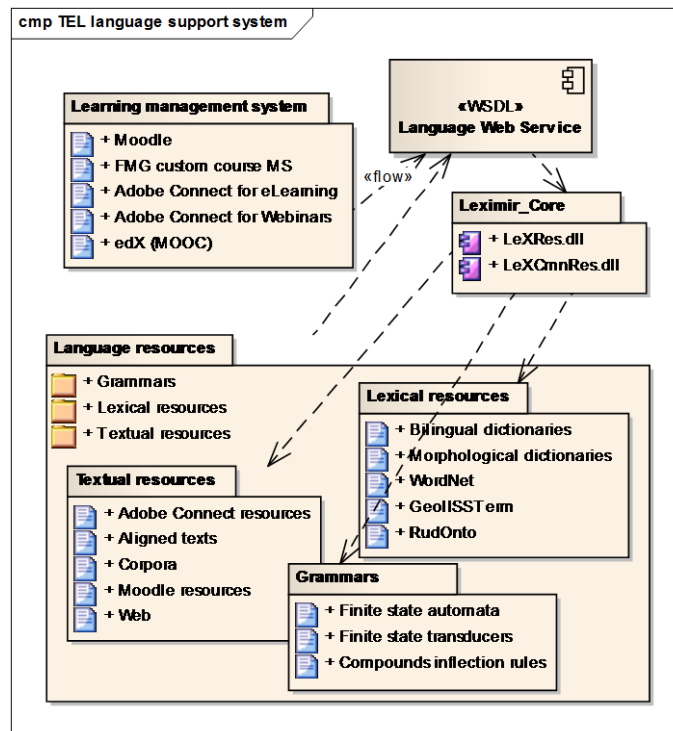 cmp TEL language support system
Learning management system
+ Moodle
+ FMG custom course MS
+ Adobe Connect for eLearning
+ Adobe Connect for Webinars
+ edX (MOOC)
«WSDL»
Language Web Service
«flow»
Leximir_Core
+ LeXRes.dll
+ LeXCmnRes.dll
Language resources
+ Grammars
+ Lexical resources
+ Textual resources
Lexical resources
+ Bilingual dictionaries
+ Morphological dictionaries
+ WordNet
+ GeolISSTerm
+ RudOnto
Textual resources
+ Adobe Connect resources
+ Aligned texts
+ Corpora
+ Moodle resources
+ Web
Grammars
+ Finite state automata
+ Finite state transducers
+ Compounds inflection rules